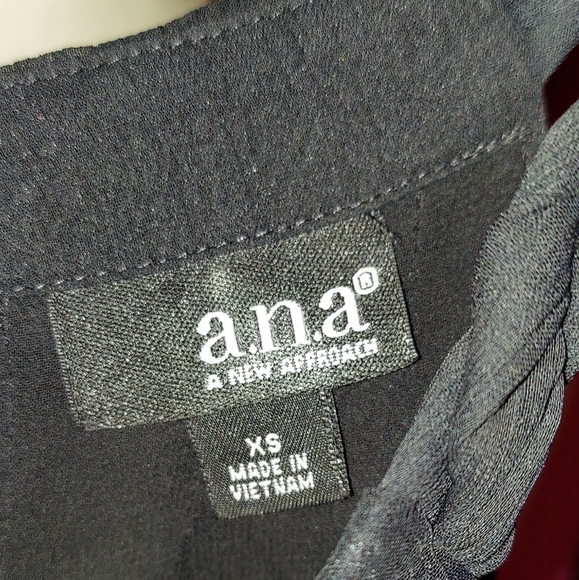 a.n.a®
A NEW APPROACH
XS
MADE IN
VIETNAM